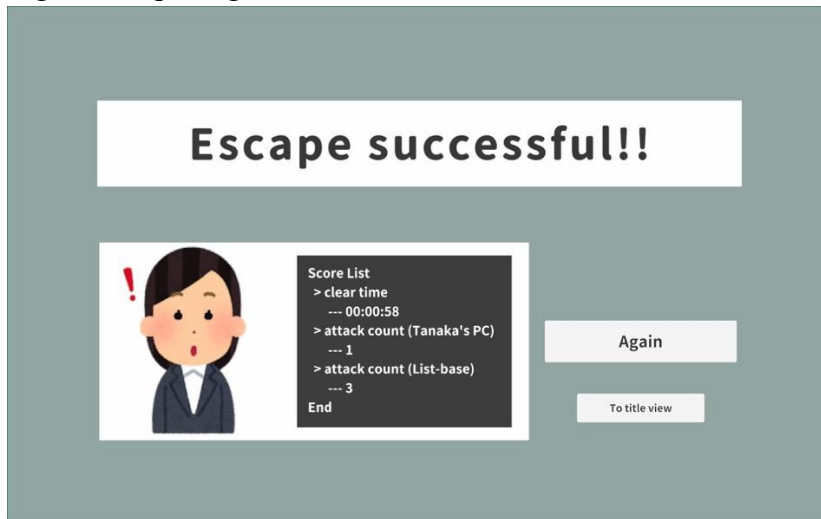 Escape successful!!
Score List
> clear time
--- 00:00:58
> attack count (Tanaka's PC)
--- 1
> attack count (List-base)
--- 3
End
Again
To title view